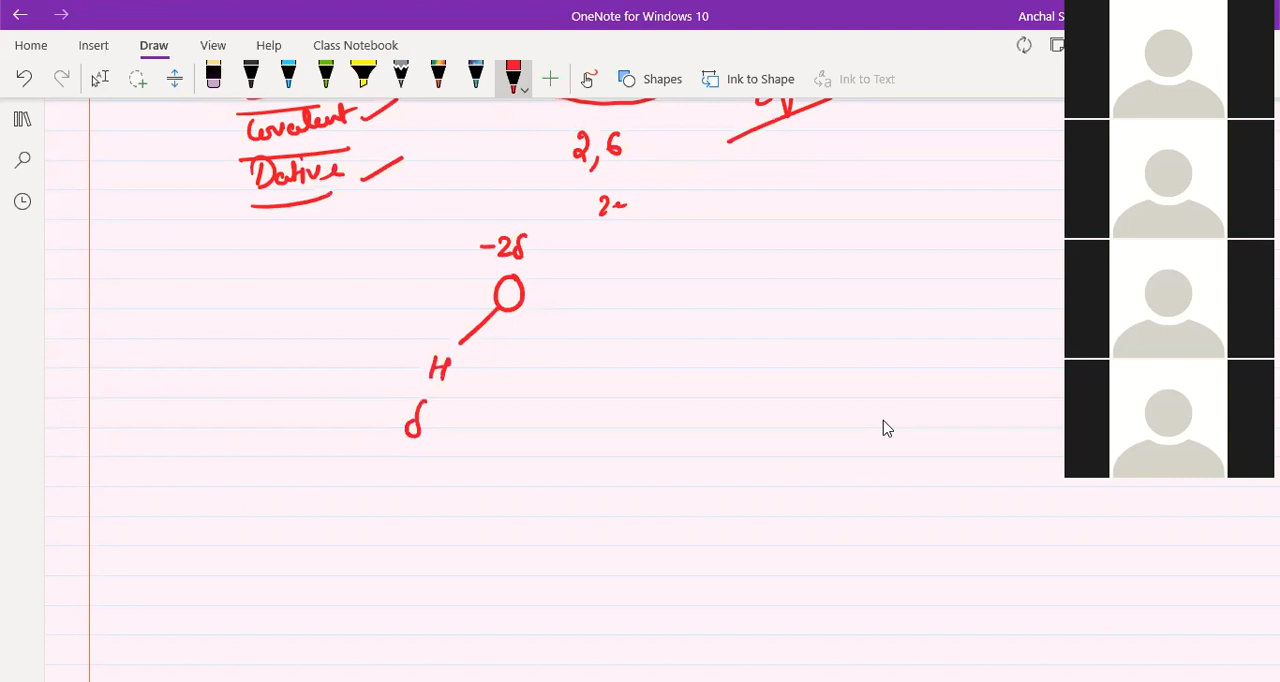 OneNote for Windows 10
Anchal S
Home Insert Draw View Help Class Notebook
Shapes Ink to Shape Ink to Text
Covalent
Dative
2, 6
-2δ
O
H
δ